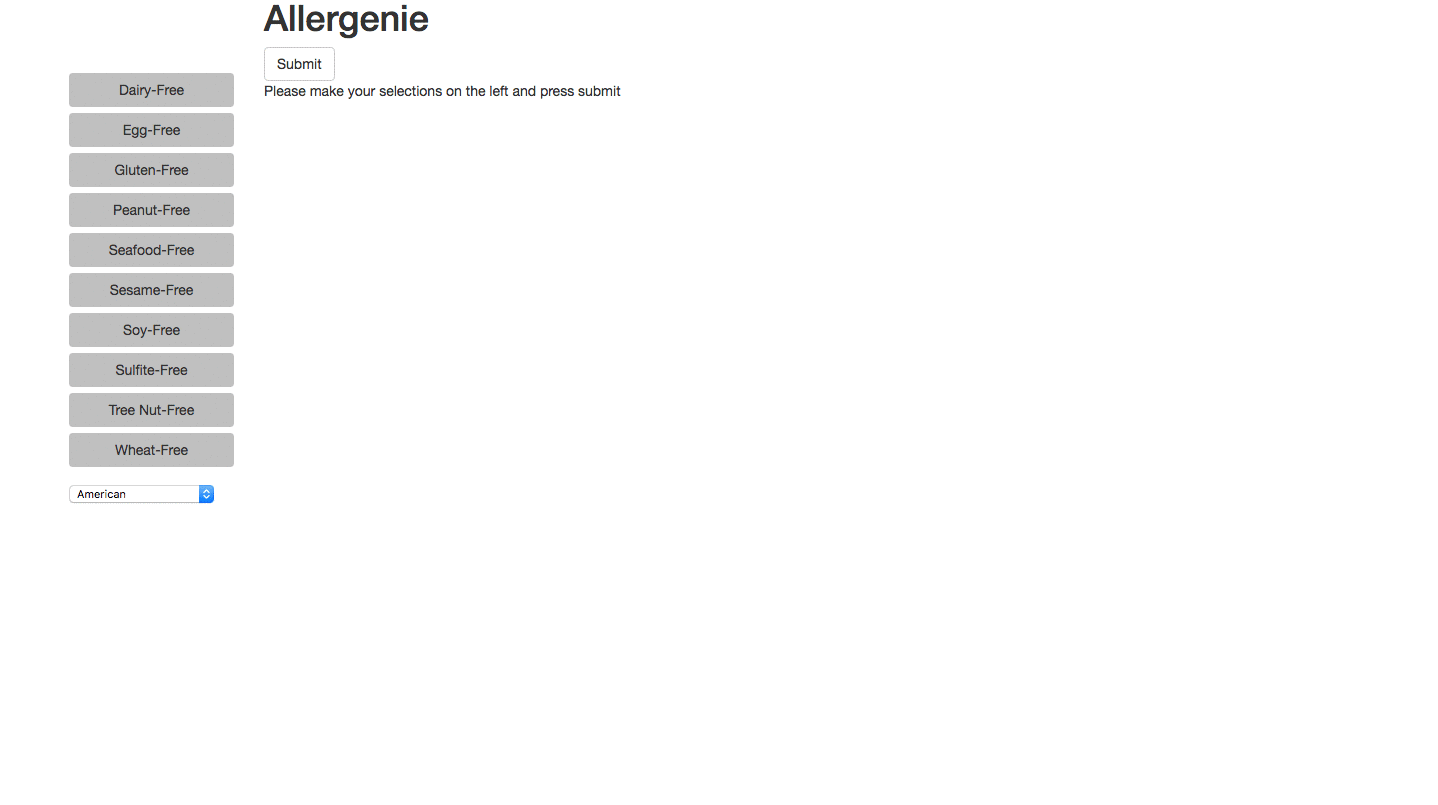 Allergenie
Submit
Please make your selections on the left and press submit
Dairy-Free
Egg-Free
Gluten-Free
Peanut-Free
Seafood-Free
Sesame-Free
Soy-Free
Sulfite-Free
Tree Nut-Free
Wheat-Free
American